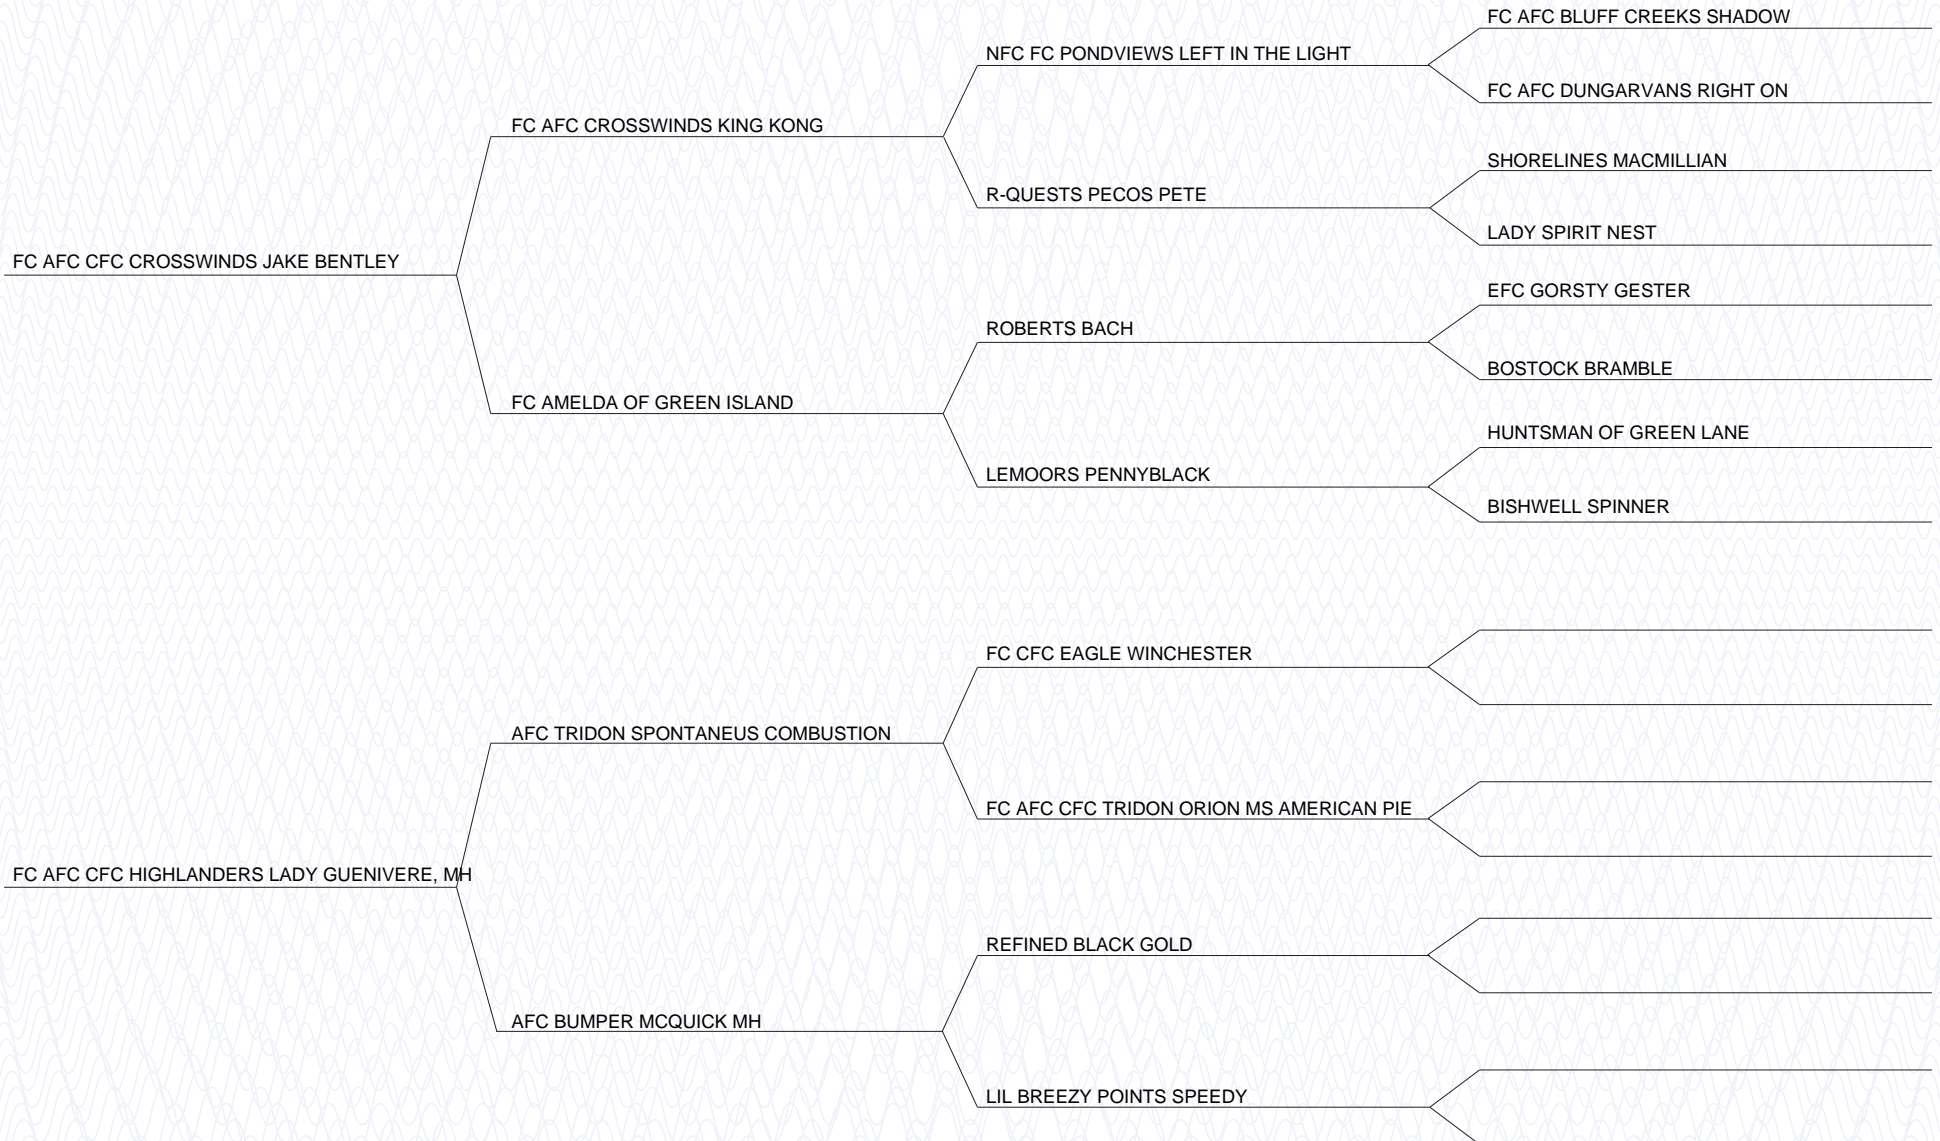 FC AFC BLUFF CREEKS SHADOW
NFC FC PONDVIEWS LEFT IN THE LIGHT
FC AFC DUNGARVANS RIGHT ON
FC AFC CROSSWINDS KING KONG
SHORELINES MACMILLIAN
R-QUESTS PECOS PETE
LADY SPIRIT NEST
FC AFC CFC CROSSWINDS JAKE BENTLEY
EFC GORSTY GESTER
ROBERTS BACH
BOSTOCK BRAMBLE
FC AMELDA OF GREEN ISLAND
HUNTSMAN OF GREEN LANE
LEMOORS PENNYBLACK
BISHWELL SPINNER
FC CFC EAGLE WINCHESTER
AFC TRIDON SPONTANEUS COMBUSTION
FC AFC CFC TRIDON ORION MS AMERICAN PIE
FC AFC CFC HIGHLANDERS LADY GUENIVERE, MH
REFINED BLACK GOLD
AFC BUMPER MCQUICK MH
LIL BREEZY POINTS SPEEDY